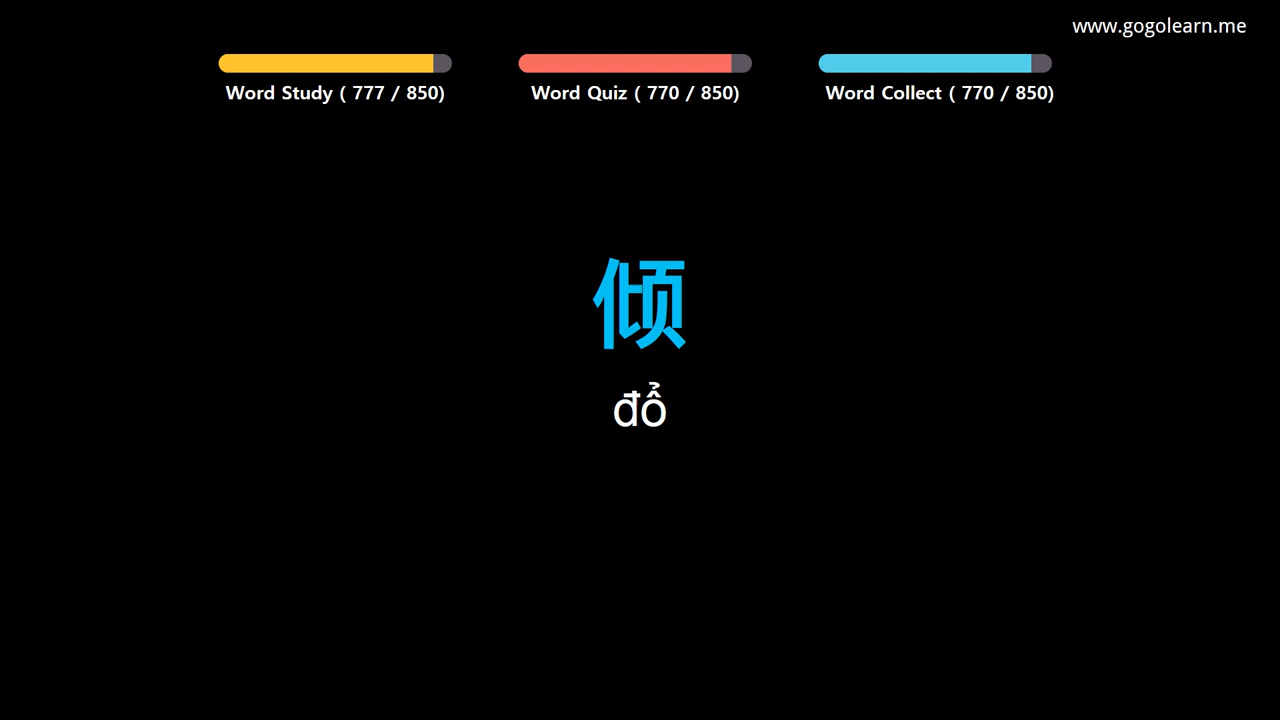 www.gogolearn.me
Word Study ( 777 / 850)
Word Quiz ( 770 / 850)
Word Collect ( 770 / 850)
倾
đổ